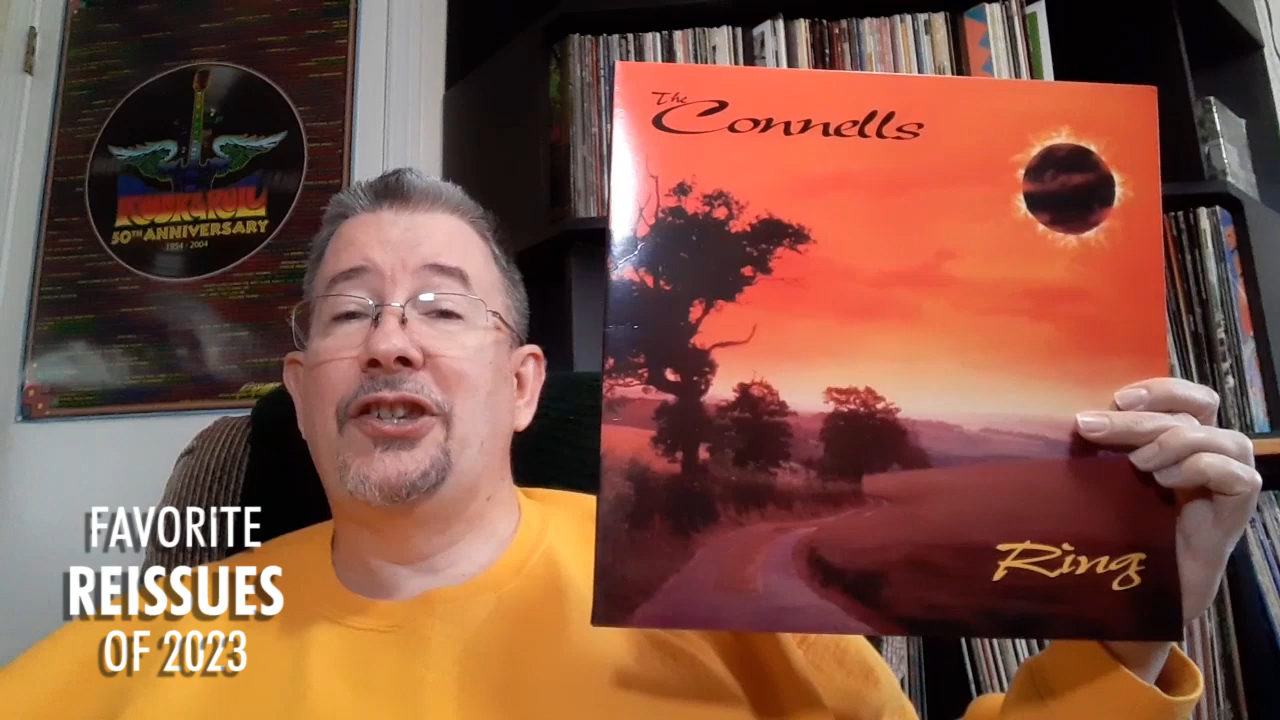 The
Connells
Ring
ROCK & ROLL
50TH ANNIVERSARY
1954 - 2004
FAVORITE
REISSUES
OF 2023